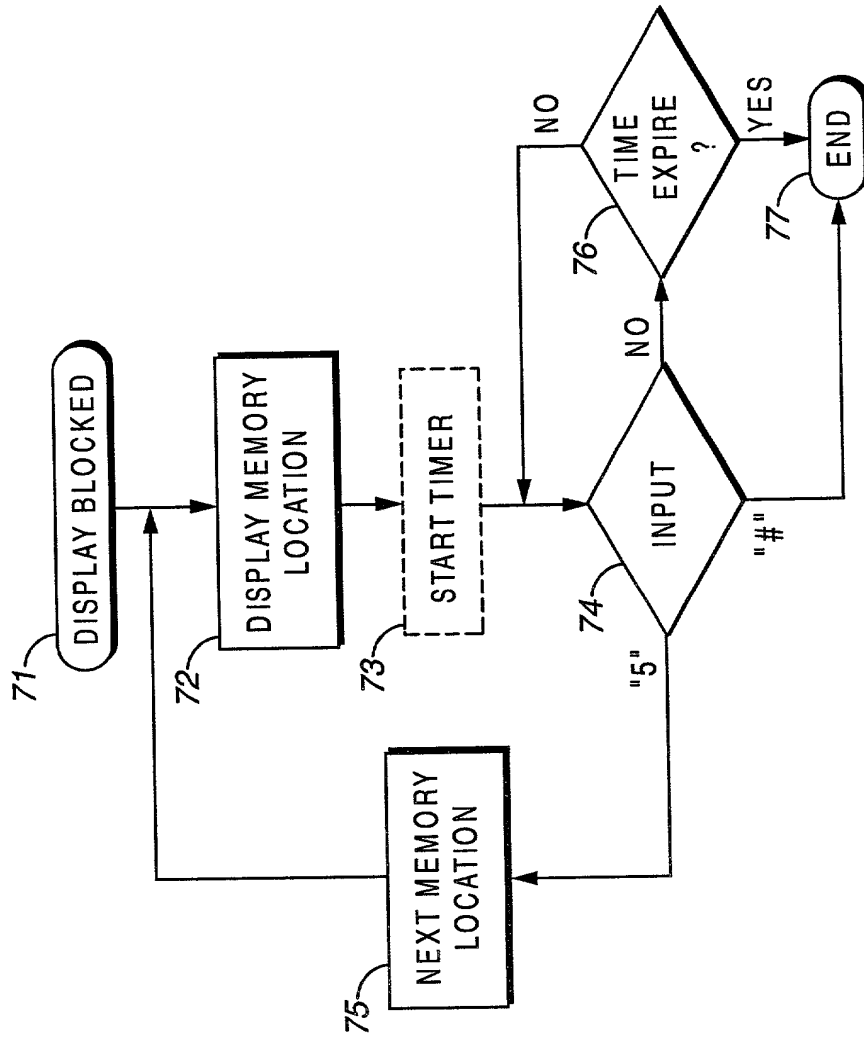 71
DISPLAY BLOCKED
72
DISPLAY MEMORY
LOCATION
73
START TIMER
74
INPUT
"5"
"#"
NO
75
NEXT MEMORY
LOCATION
76
TIME
EXPIRE
?
NO
YES
77
END